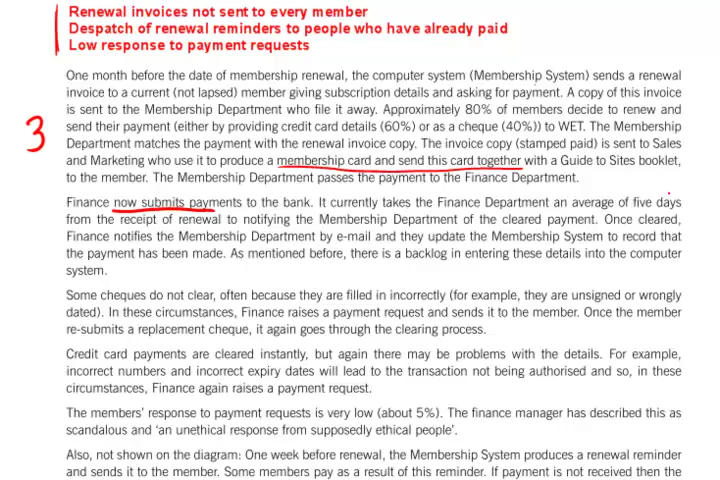 Renewal invoices not sent to every member
Despatch of renewal reminders to people who have already paid
Low response to payment requests
One month before the date of membership renewal, the computer system (Membership System) sends a renewal
invoice to a current (not lapsed) member giving subscription details and asking for payment. A copy of this invoice
is sent to the Membership Department who file it away. Approximately 80% of members decide to renew and
3 send their payment (either by providing credit card details (60%) or as a cheque (40%)) to WET. The Membership
Department matches the payment with the renewal invoice copy. The invoice copy (stamped paid) is sent to Sales
and Marketing who use it to produce a membership card and send this card together with a Guide to Sites booklet,
to the member. The Membership Department passes the payment to the Finance Department.
Finance now submits payments to the bank. It currently takes the Finance Department an average of five days
from the receipt of renewal to notifying the Membership Department of the cleared payment. Once cleared,
Finance notifies the Membership Department by e-mail and they update the Membership System to record that
the payment has been made. As mentioned before, there is a backlog in entering these details into the computer
system.
Some cheques do not clear, often because they are filled in incorrectly (for example, they are unsigned or wrongly
dated). In these circumstances, Finance raises a payment request and sends it to the member. Once the member
re-submits a replacement cheque, it again goes through the clearing process.
Credit card payments are cleared instantly, but again there may be problems with the details. For example,
incorrect numbers and incorrect expiry dates will lead to the transaction not being authorised and so, in these
circumstances, Finance again raises a payment request.
The members' response to payment requests is very low (about 5%). The finance manager has described this as
scandalous and 'an unethical response from supposedly ethical people'.
Also, not shown on the diagram: One week before renewal, the Membership System produces a renewal reminder
and sends it to the member. Some members pay as a result of this reminder. If payment is not received then the